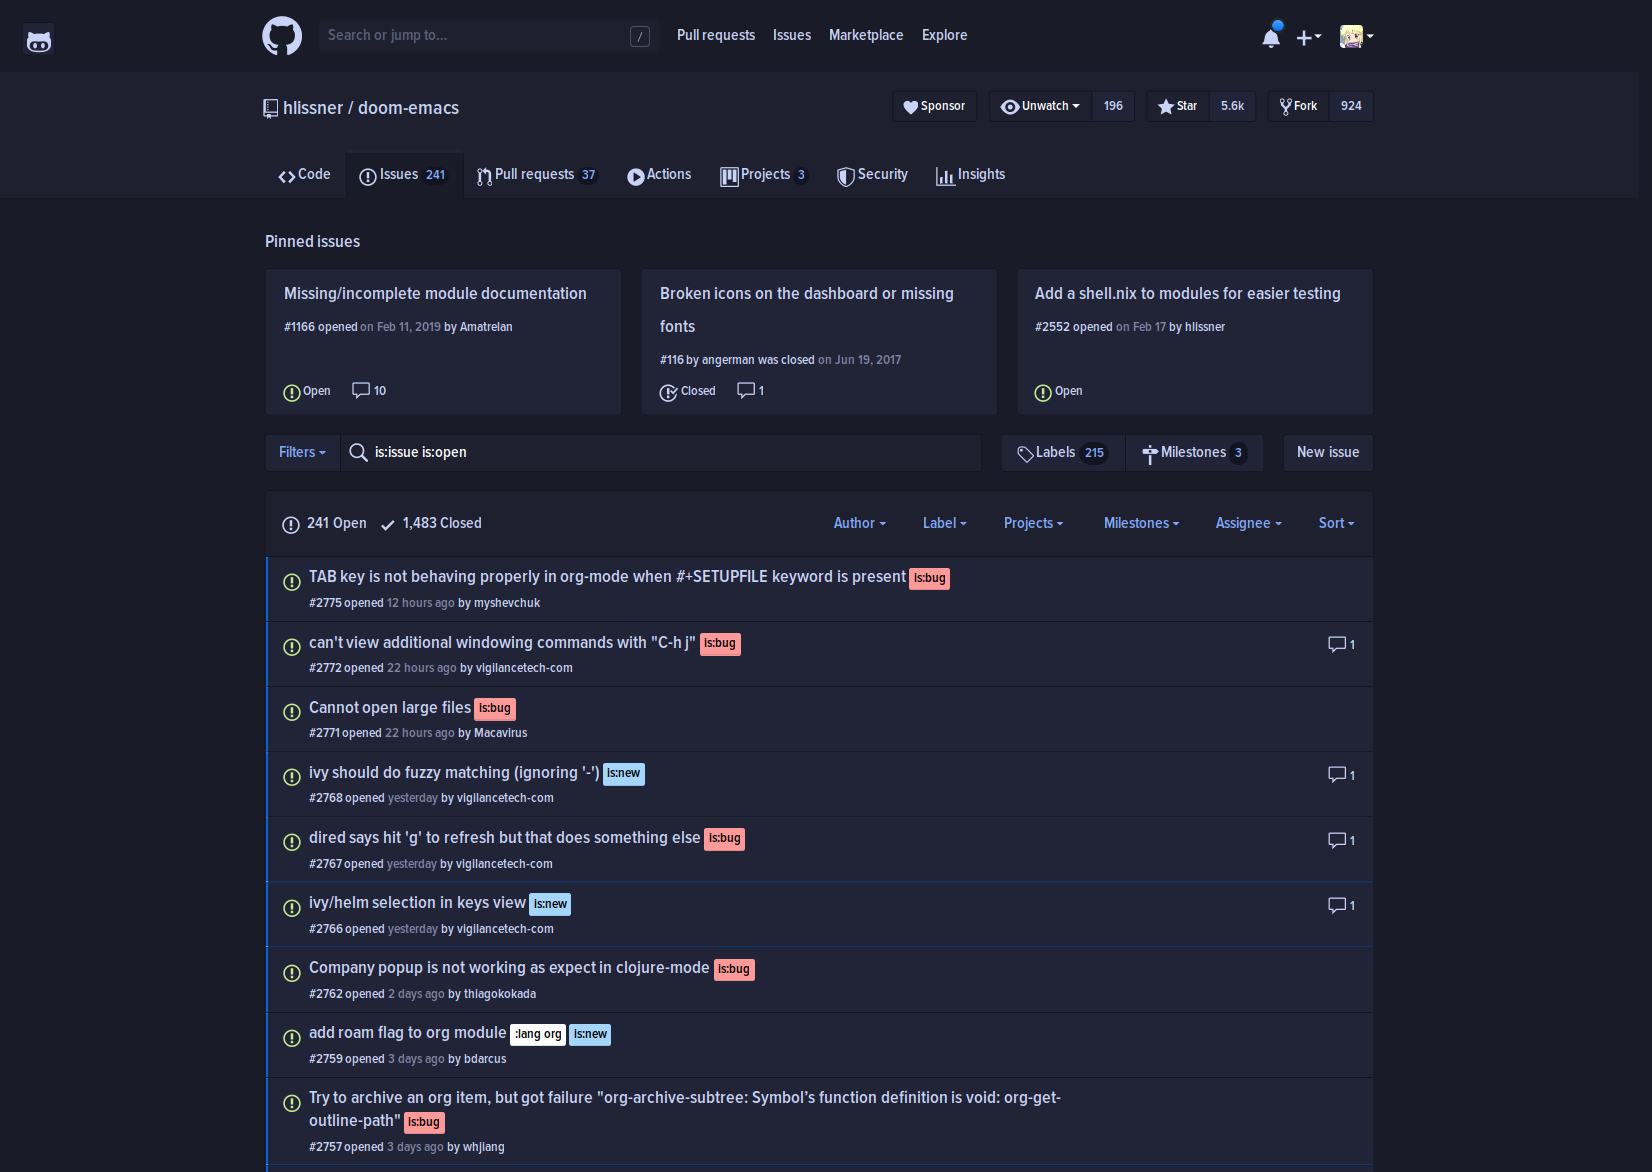 Search or jump to...
/
Pull requests Issues Marketplace Explore
hlissner / doom-emacs
Sponsor Unwatch 196 Star 5.6k Fork 924
Code Issues 241 Pull requests 37 Actions Projects 3 Security Insights
Pinned issues
Missing/incomplete module documentation
#1166 opened on Feb 11, 2019 by Amatrelan
Open 10
Broken icons on the dashboard or missing
fonts
#116 by angerman was closed on Jun 19, 2017
Closed 1
Add a shell.nix to modules for easier testing
#2552 opened on Feb 17 by hlissner
Open
Filters is:issue is:open Labels 215 Milestones 3 New issue
241 Open 1,483 Closed Author Label Projects Milestones Assignee Sort
TAB key is not behaving properly in org-mode when #+SETUPFILE keyword is present is:bug
#2775 opened 12 hours ago by myshevchuk
can't view additional windowing commands with "C-h j" is:bug 1
#2772 opened 22 hours ago by vigilancetech-com
Cannot open large files is:bug
#2771 opened 22 hours ago by Macavirus
ivy should do fuzzy matching (ignoring '-') is:new 1
#2768 opened yesterday by vigilancetech-com
dired says hit 'g' to refresh but that does something else is:bug 1
#2767 opened yesterday by vigilancetech-com
ivy/helm selection in keys view is:new 1
#2766 opened yesterday by vigilancetech-com
Company popup is not working as expect in clojure-mode is:bug
#2762 opened 2 days ago by thiagokokada
add roam flag to org module :lang org is:new
#2759 opened 3 days ago by bdarcus
Try to archive an org item, but got failure "org-archive-subtree: Symbol’s function definition is void: org-get-
outline-path" is:bug
#2757 opened 3 days ago by whjiang